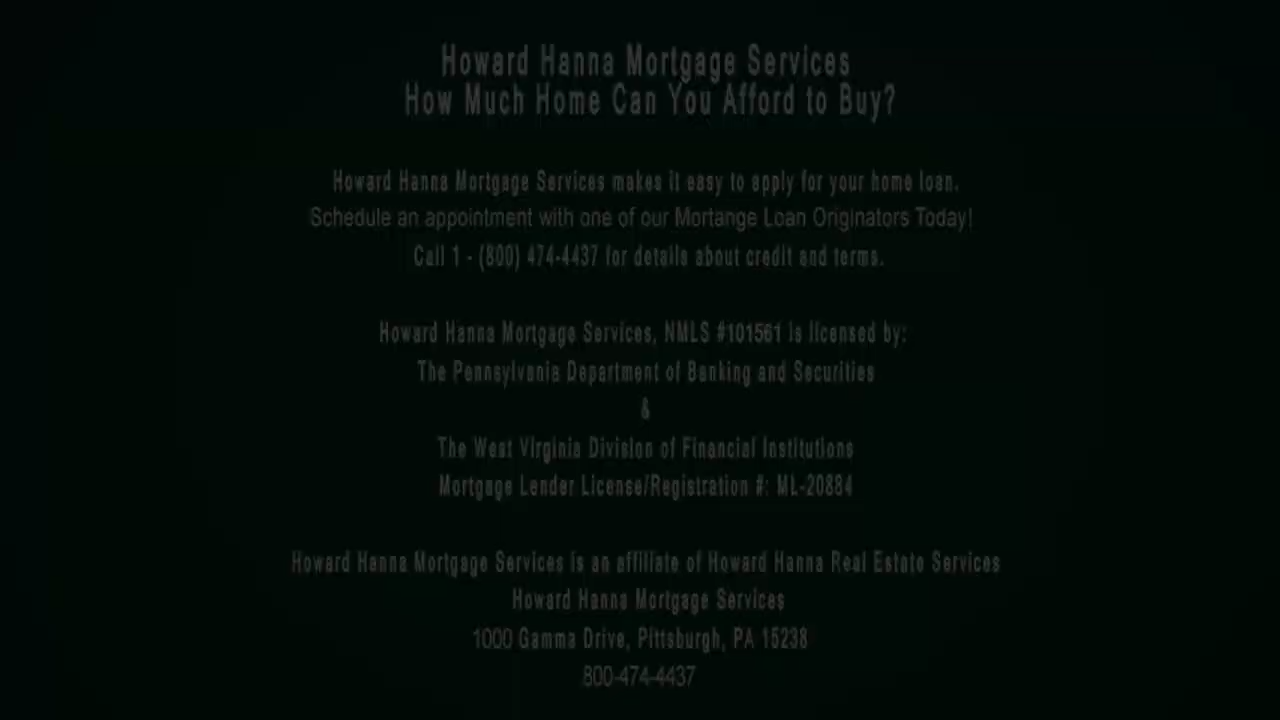 Howard Hanna Mortgage Services
How Much Home Can You Afford to Buy?
Howard Hanna Mortgage Services makes it easy to apply for your home loan.
Schedule an appointment with one of our Mortange Loan Originators Today!
Call 1 - (800) 474-4437 for details about credit and terms.
Howard Hanna Mortgage Services, NMLS #101561 is licensed by:
The Pennsylvania Department of Banking and Securities
&
The West Virginia Division of Financial Institutions
Mortgage Lender License/Registration #: ML-20884
Howard Hanna Mortgage Services is an affiliate of Howard Hanna Real Estate Services
Howard Hanna Mortgage Services
1000 Gamma Drive, Pittsburgh, PA 15238
800-474-4437